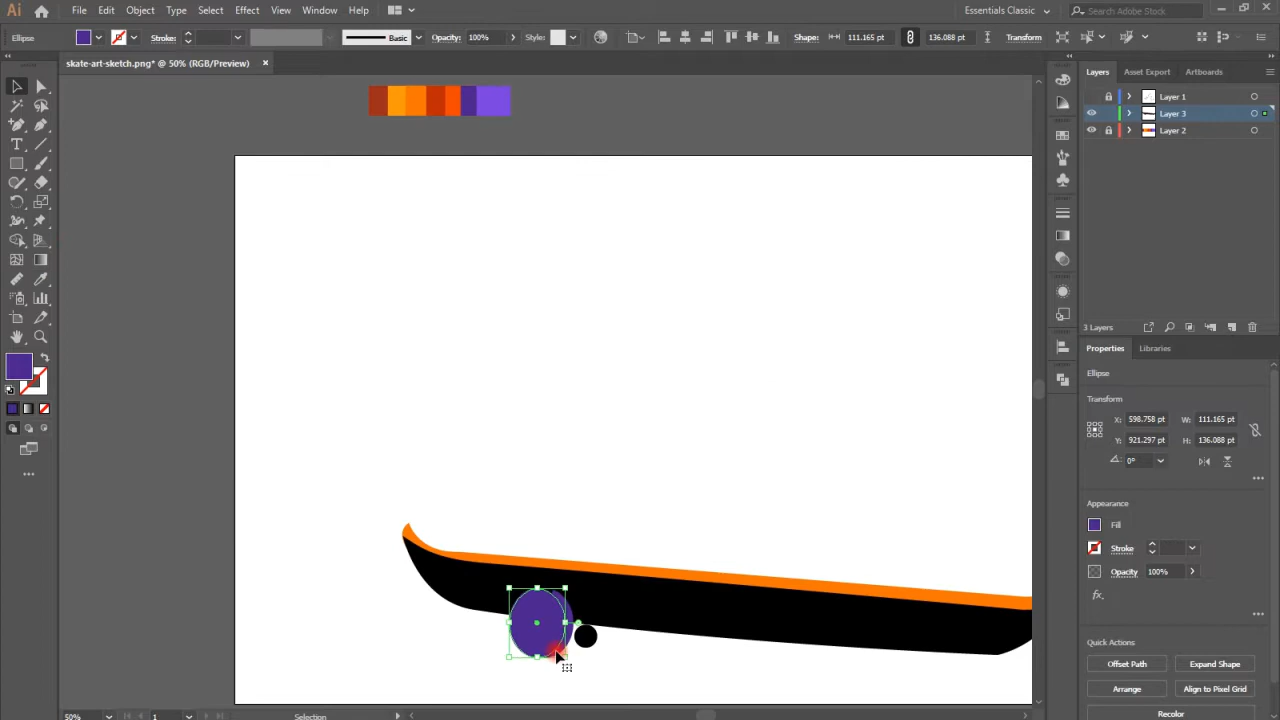 Ai File Edit Object Type Select Effect View Window Help Essentials Classic Search Adobe Stock
Ellipse Stroke: Basic Opacity: 100% Style: Shape: 111.165 pt 136.088 pt Transform
skate-art-sketch.png* @ 50% (RGB/Preview)
Layers Asset Export Artboards
Layer 1
Layer 3
Layer 2
3 Layers
Properties Libraries
Ellipse
Transform
X: 598.758 pt W: 111.165 pt
Y: 921.297 pt H: 136.088 pt
0°
Appearance
Fill
Stroke
Opacity 100%
fx.
Quick Actions
Offset Path Expand Shape
Arrange Align to Pixel Grid
Recolor
50% 1 Selection